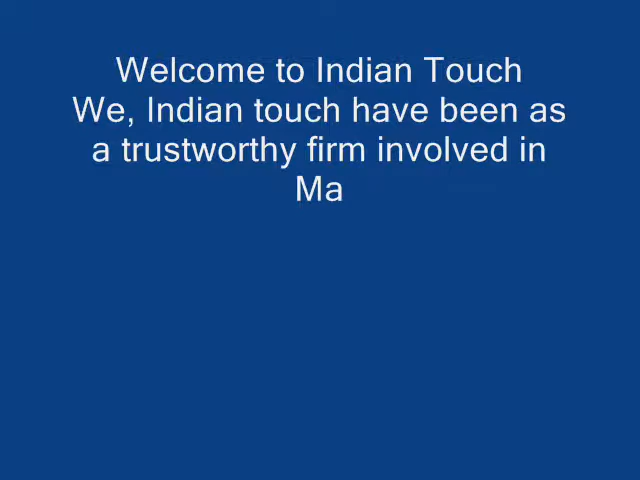 Welcome to Indian Touch
We, Indian touch have been as
a trustworthy firm involved in
Ma